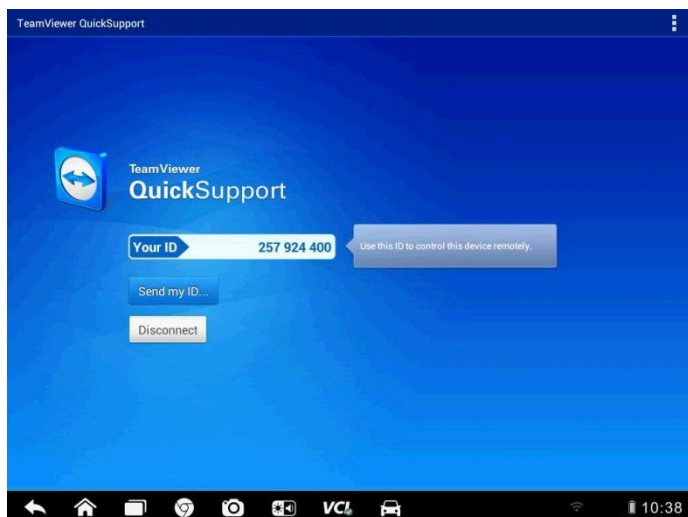 TeamViewer QuickSupport
TeamViewer
QuickSupport
Your ID 257 924 400
Use this ID to control this device remotely.
Send my ID...
Disconnect
VCI
10:38